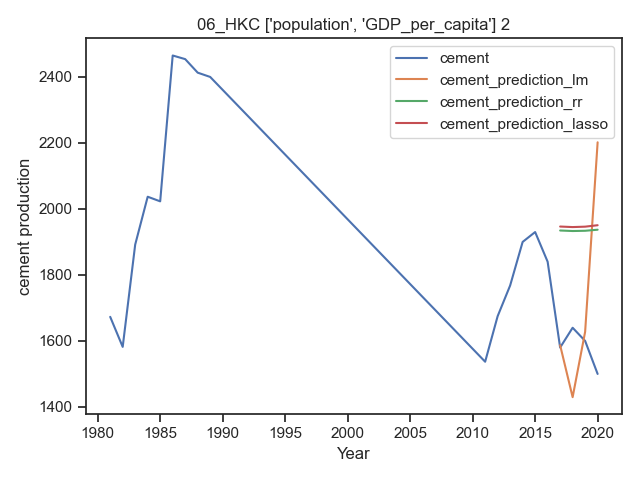 06_HKC ['population', 'GDP_per_capita'] 2
cement
cement_prediction_lm
cement_prediction_rr
cement_prediction_lasso
cement production
2400
2200
2000
1800
1600
1400
1980 1985 1990 1995 2000 2005 2010 2015 2020
Year